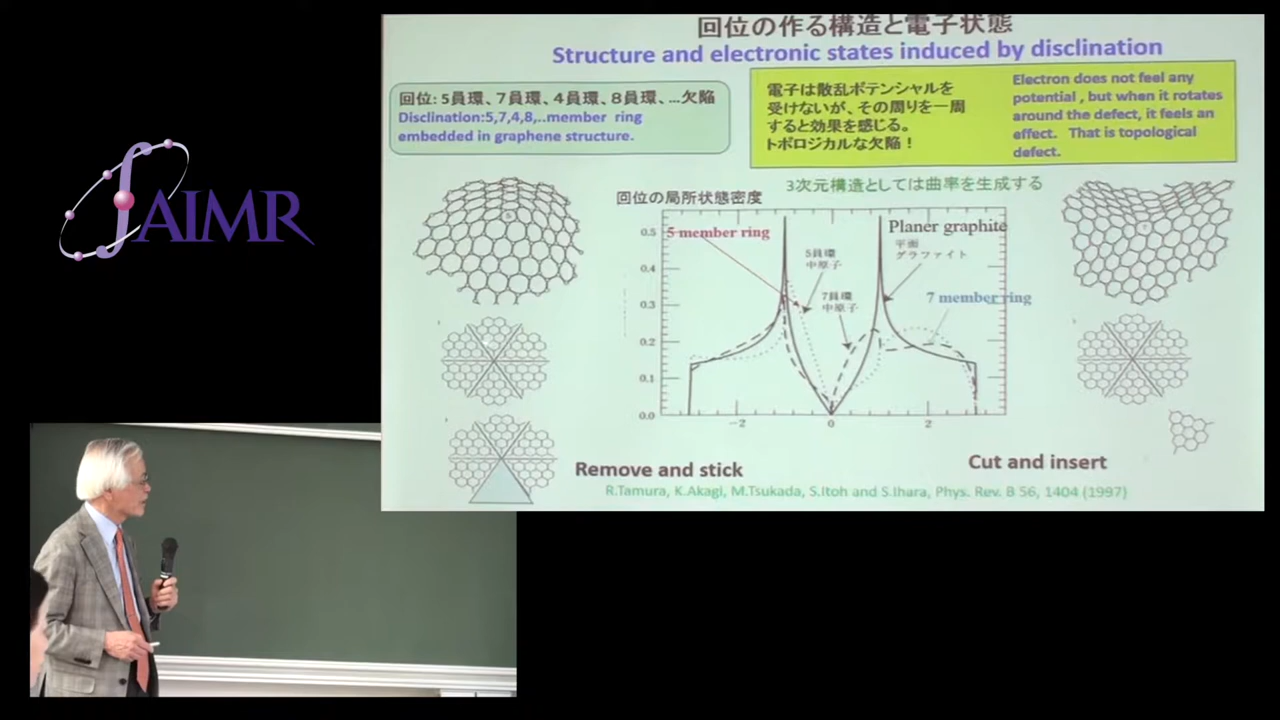 AIMR
回位の作る構造と電子状態
Structure and electronic states induced by disclination
回位: 5員環、7員環、4員環、8員環、…欠陥
Disclination:5,7,4,8,..member ring
embedded in graphene structure.
電子は散乱ポテンシャルを
受けないが、その周りを一周
すると効果を感じる。
トポロジカルな欠陥！
Electron does not feel any
potential , but when it rotates
around the defect, it feels an
effect. That is topological
defect.
3次元構造としては曲率を生成する
回位の局所状態密度
0.5
0.4
0.3
0.2
0.1
0.0
−2
0
2
5 member ring
5員環
中原子
7員環
中原子
Planer graphite
平面
グラファイト
7 member ring
Remove and stick
Cut and insert
R.Tamura, K.Akagi, M.Tsukada, S.Itoh and S.Ihara, Phys. Rev. B 56, 1404 (1997)